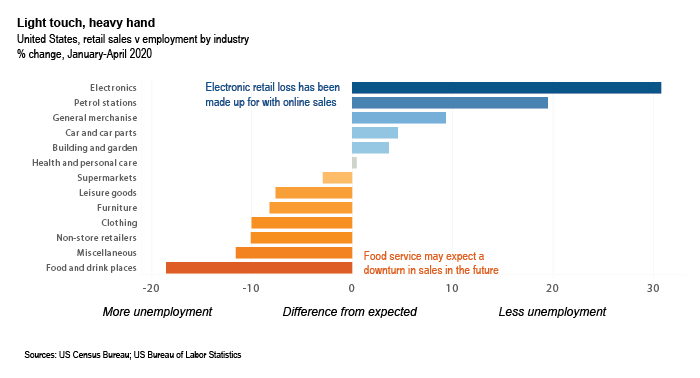 Light touch, heavy hand
United States, retail sales v employment by industry
% change, January-April 2020
Electronics
Electronic retail loss has been
made up for with online sales
Petrol stations
General merchanise
Car and car parts
Building and garden
Health and personal care
Supermarkets
Leisure goods
Furniture
Clothing
Non-store retailers
Miscellaneous
Food and drink places
Food service may expect a
downturn in sales in the future
-20 -10 0 10 20 30
More unemployment Difference from expected Less unemployment
Sources: US Census Bureau; US Bureau of Labor Statistics